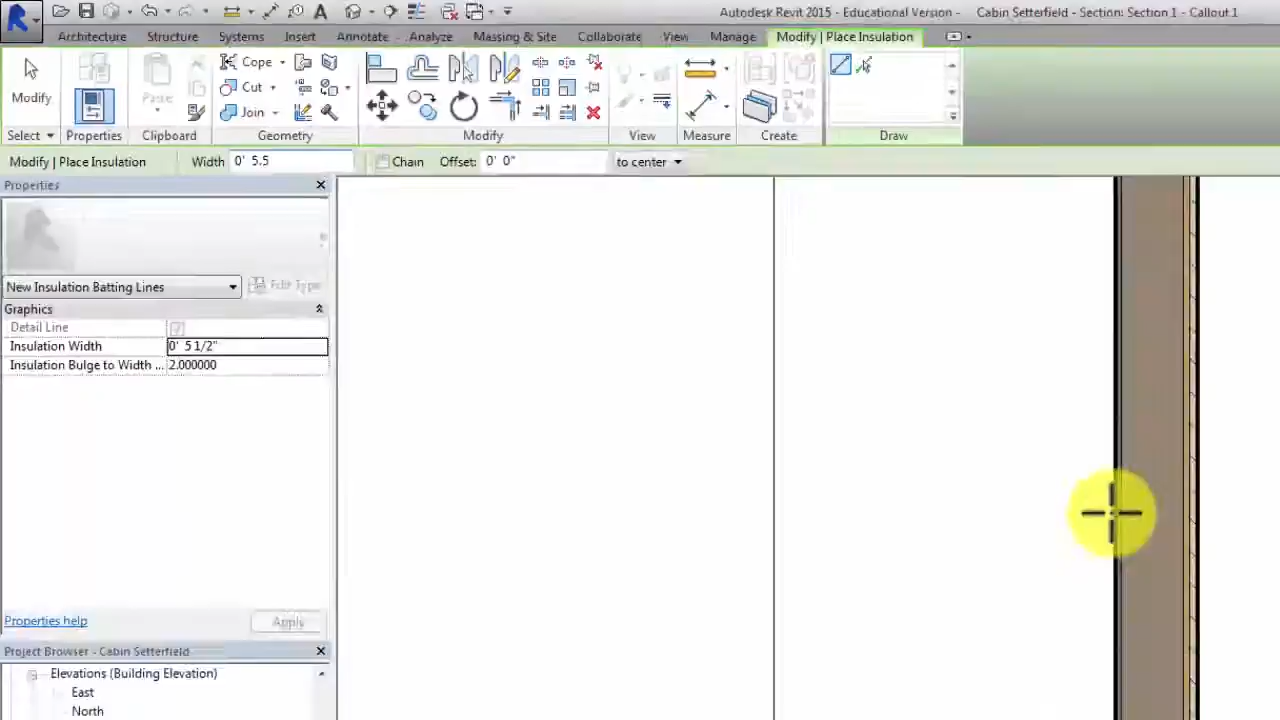 Autodesk Revit 2015 - Educational Version - Cabin Setterfield - Section: Section 1 - Callout 1
Architecture Structure Systems Insert Annotate Analyze Massing & Site Collaborate View Manage Modify | Place Insulation
Modify Paste Cope Cut Join
Select Properties Clipboard Geometry Modify View Measure Create Draw
Modify | Place Insulation Width 0' 5.5 Chain Offset: 0' 0" to center
Properties
New Insulation Batting Lines Edit Type
Graphics
Detail Line
Insulation Width 0' 5 1/2"
Insulation Bulge to Width ... 2.000000
Properties help Apply
Project Browser - Cabin Setterfield
Elevations (Building Elevation)
East
North